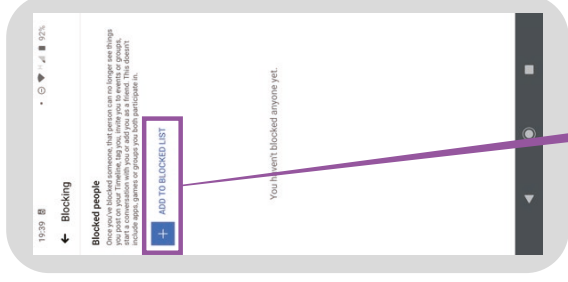 19:39 92%
← Blocking
Blocked people
Once you've blocked someone, that person can no longer see things
you post on your Timeline, tag you, invite you to events or groups,
start a conversation with you or add you as a friend. This doesn't
include apps, games or groups you both participate in.
+ ADD TO BLOCKED LIST
You haven't blocked anyone yet.